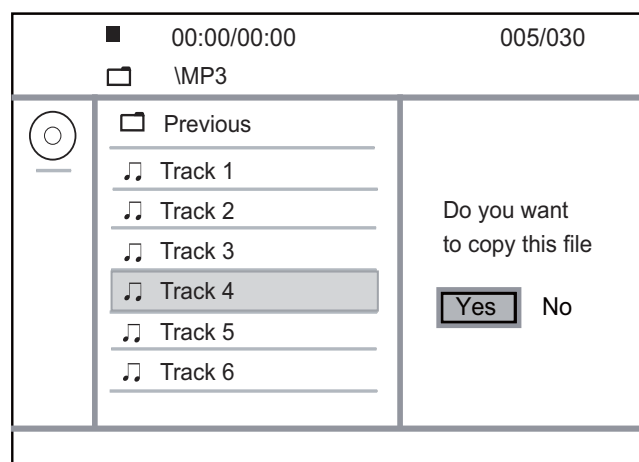 00:00/00:00 005/030
\MP3
Previous
Track 1
Track 2
Track 3
Track 4
Track 5
Track 6
Do you want
to copy this file
Yes No